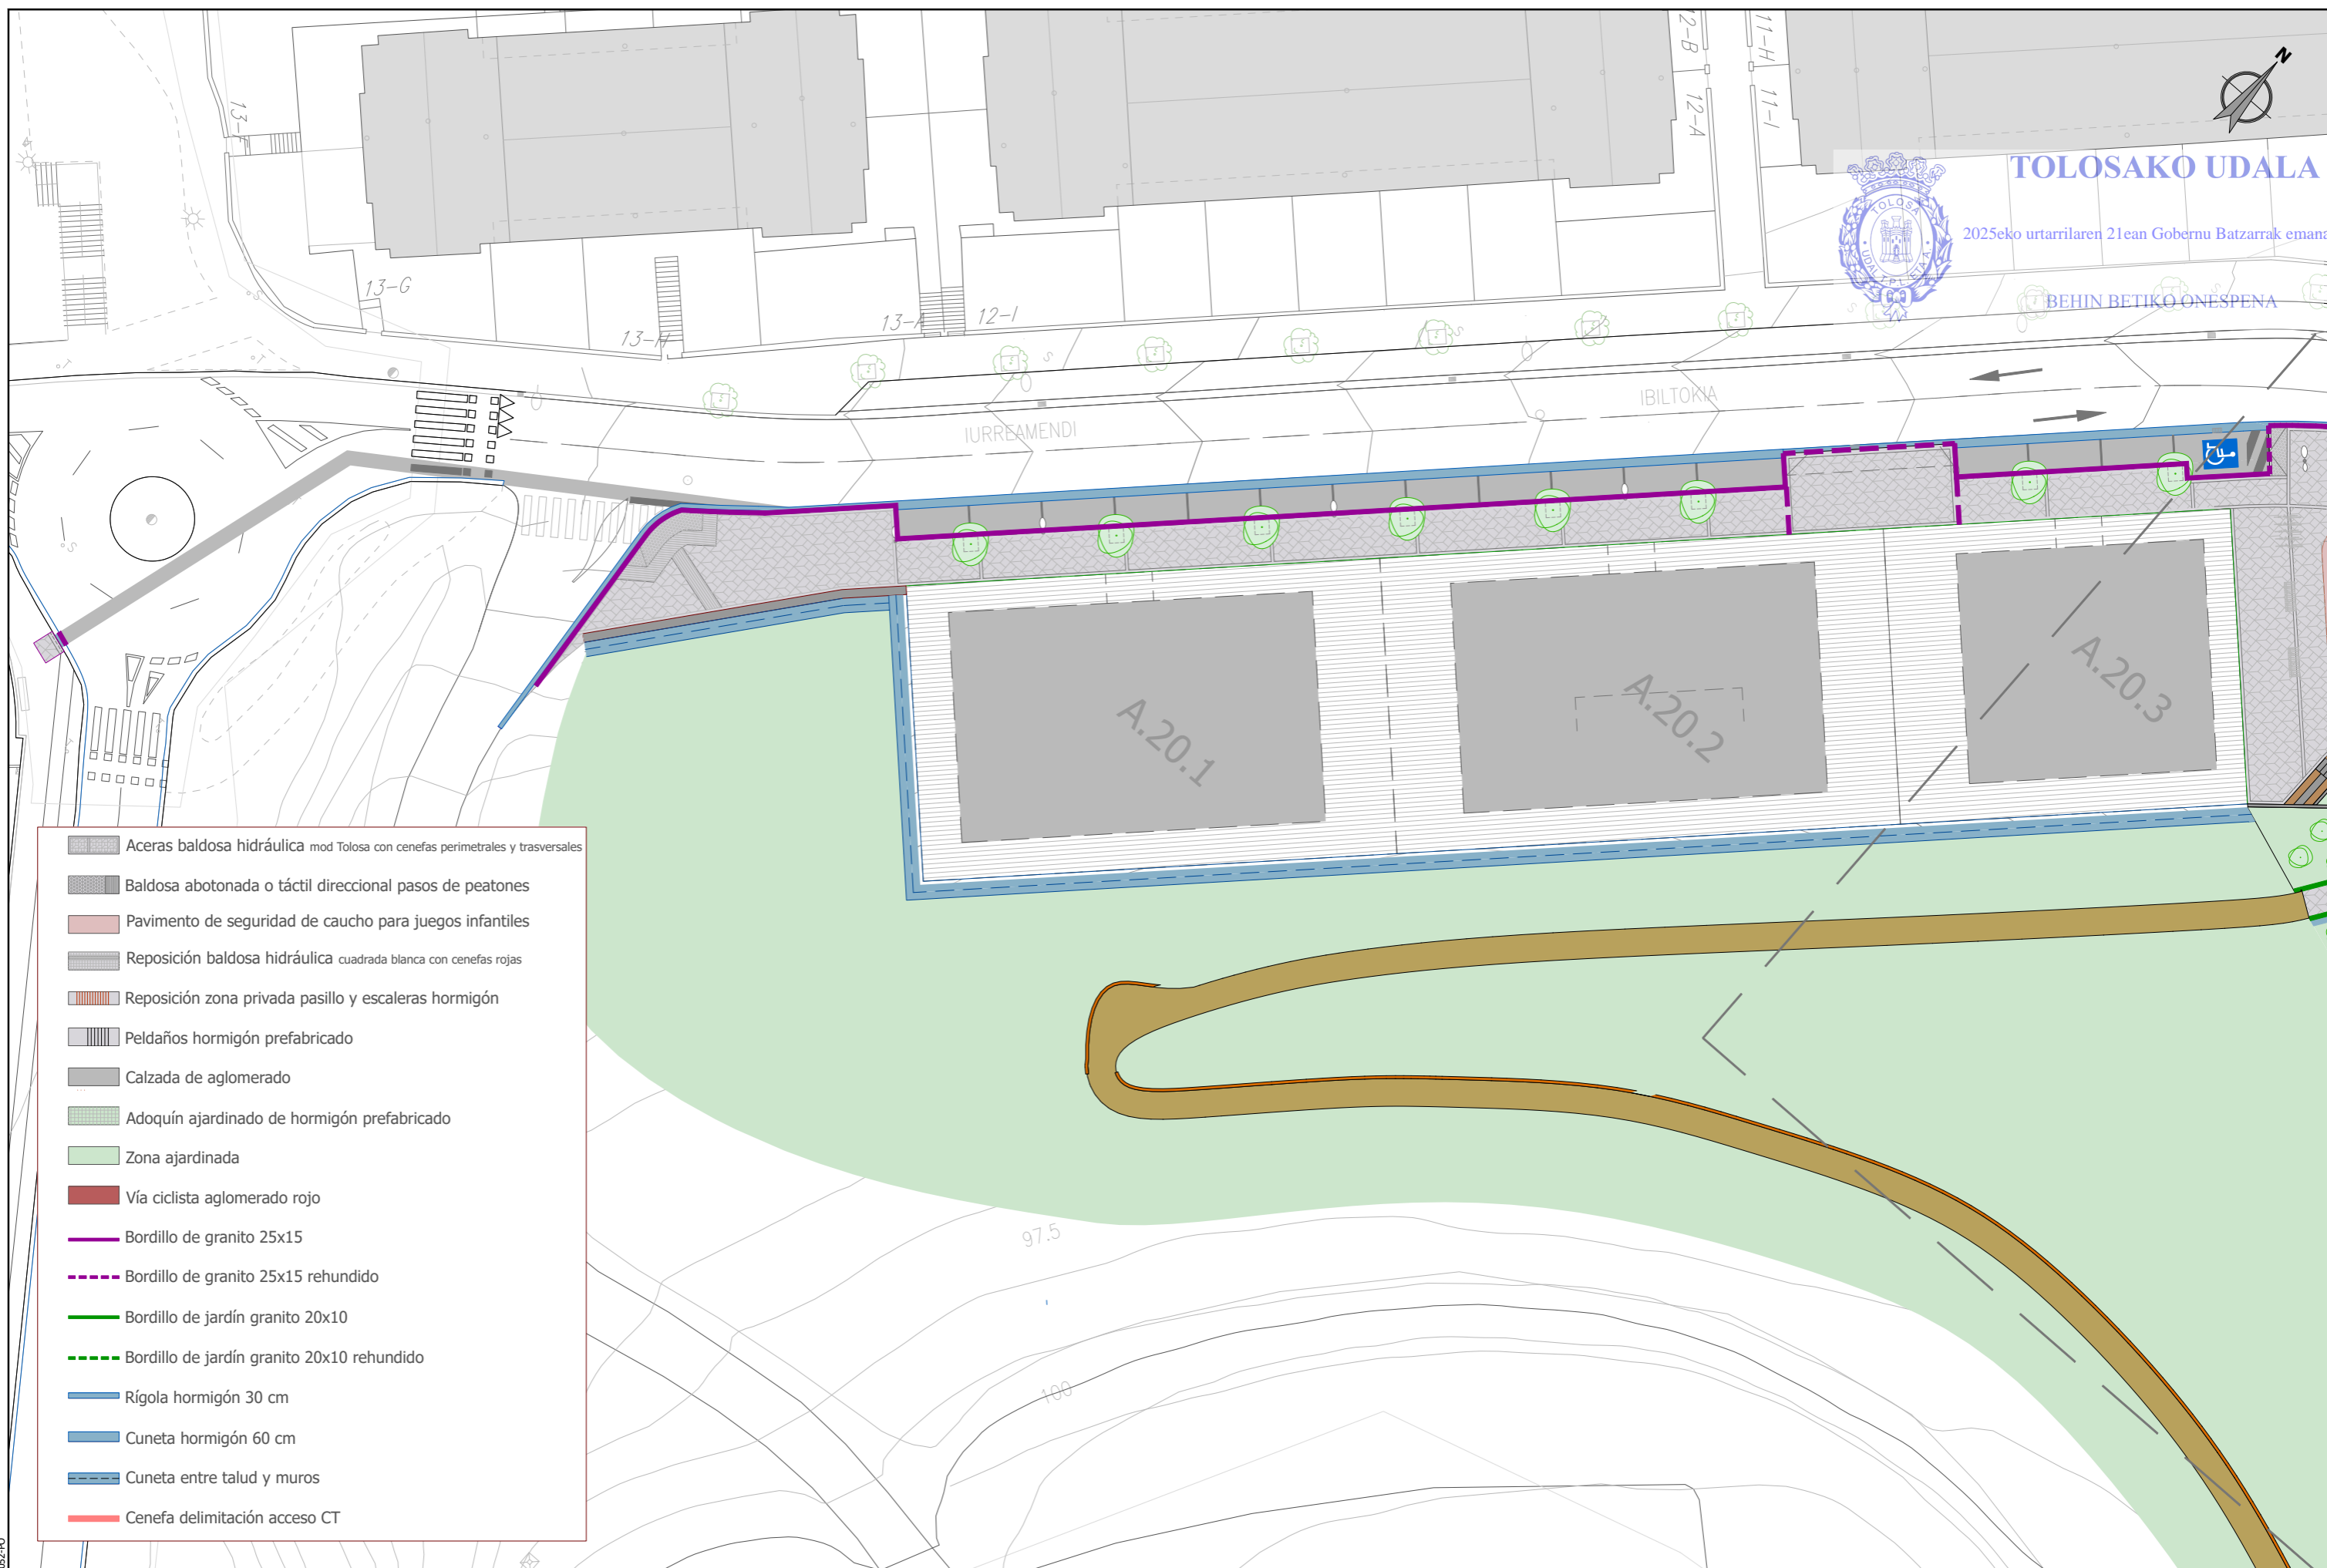 12-B
11-H
N
13-F
12-A
11-I
TOLOSAKO UDALA
TOLOSA
2025eko urtarrilaren 21ean Gobernu Batzarrak emana
13-G
BEHIN BETIKO ONESPENA
13-A
12-I
13-H
IBILTOKIA
IURREAMENDI
A.20.1
A.20.2
A.20.3
Aceras baldosa hidráulica mod Tolosa con cenefas perimetrales y trasversales
Baldosa abotonada o táctil direccional pasos de peatones
Pavimento de seguridad de caucho para juegos infantiles
Reposición baldosa hidráulica cuadrada blanca con cenefas rojas
Reposición zona privada pasillo y escaleras hormigón
Peldaños hormigón prefabricado
Calzada de aglomerado
Adoquín ajardinado de hormigón prefabricado
Zona ajardinada
Vía ciclista aglomerado rojo
Bordillo de granito 25x15
Bordillo de granito 25x15 rehundido
Bordillo de jardín granito 20x10
Bordillo de jardín granito 20x10 rehundido
Rígola hormigón 30 cm
Cuneta hormigón 60 cm
Cuneta entre talud y muros
Cenefa delimitación acceso CT
97.5
100